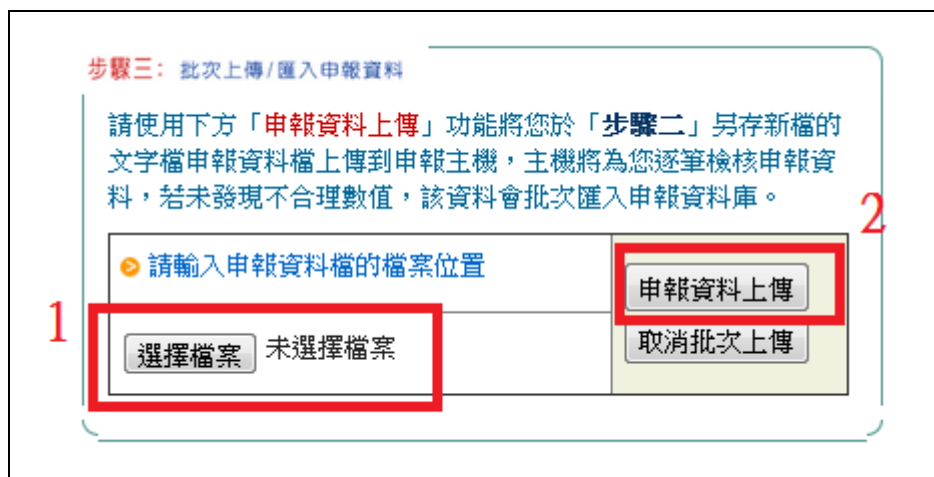 步驟三：批次上傳/匯入申報資料
請使用下方「申報資料上傳」功能將您於「步驟二」另存新檔的
文字檔申報資料檔上傳到申報主機，主機將為您逐筆檢核申報資
料，若未發現不合理數值，該資料會批次匯入申報資料庫。
2
請輸入申報資料檔的檔案位置
申報資料上傳
1
選擇檔案 未選擇檔案
取消批次上傳